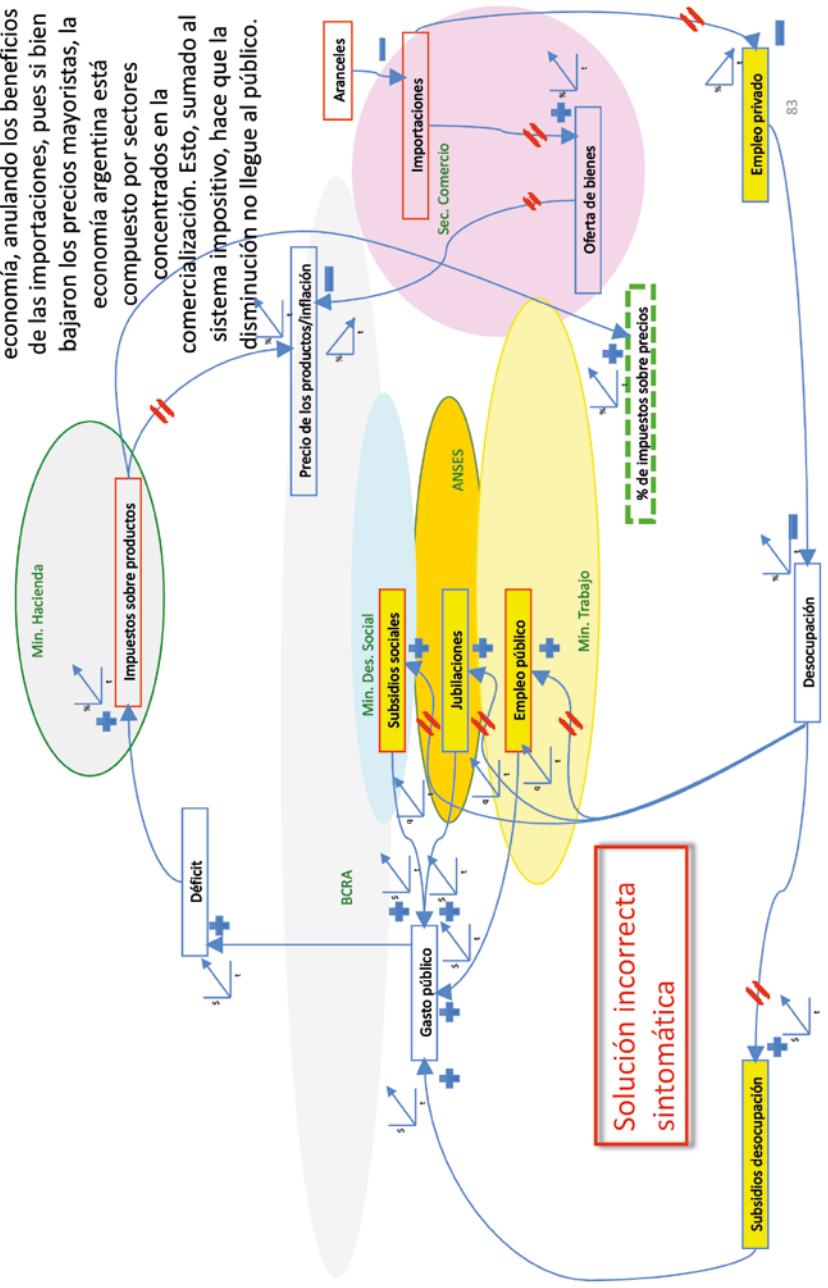 economía, anulando los beneficios
de las importaciones, pues si bien
bajaron los precios mayoristas, la
economía argentina está
compuesto por sectores
concentrados en la
comercialización. Esto, sumado al
sistema impositivo, hace que la
disminución no llegue al público.
Min. Hacienda
% t
Impuestos sobre productos
Déficit
$ t
BCRA
Precio de los productos/inflación
% t
% t
Aranceles
Importaciones
Sec. Comercio
% t
Oferta de bienes
Min. Des. Social
Subsidios sociales
q t
ANSES
Jubilaciones
q t
Empleo público
q t
Min. Trabajo
Gasto público
$ t
$ t
$ t
$ t
% t
% de impuestos sobre precios
% t
Empleo privado
% t
Desocupación
Solución incorrecta
sintomática
$ t
Subsidios desocupación
83